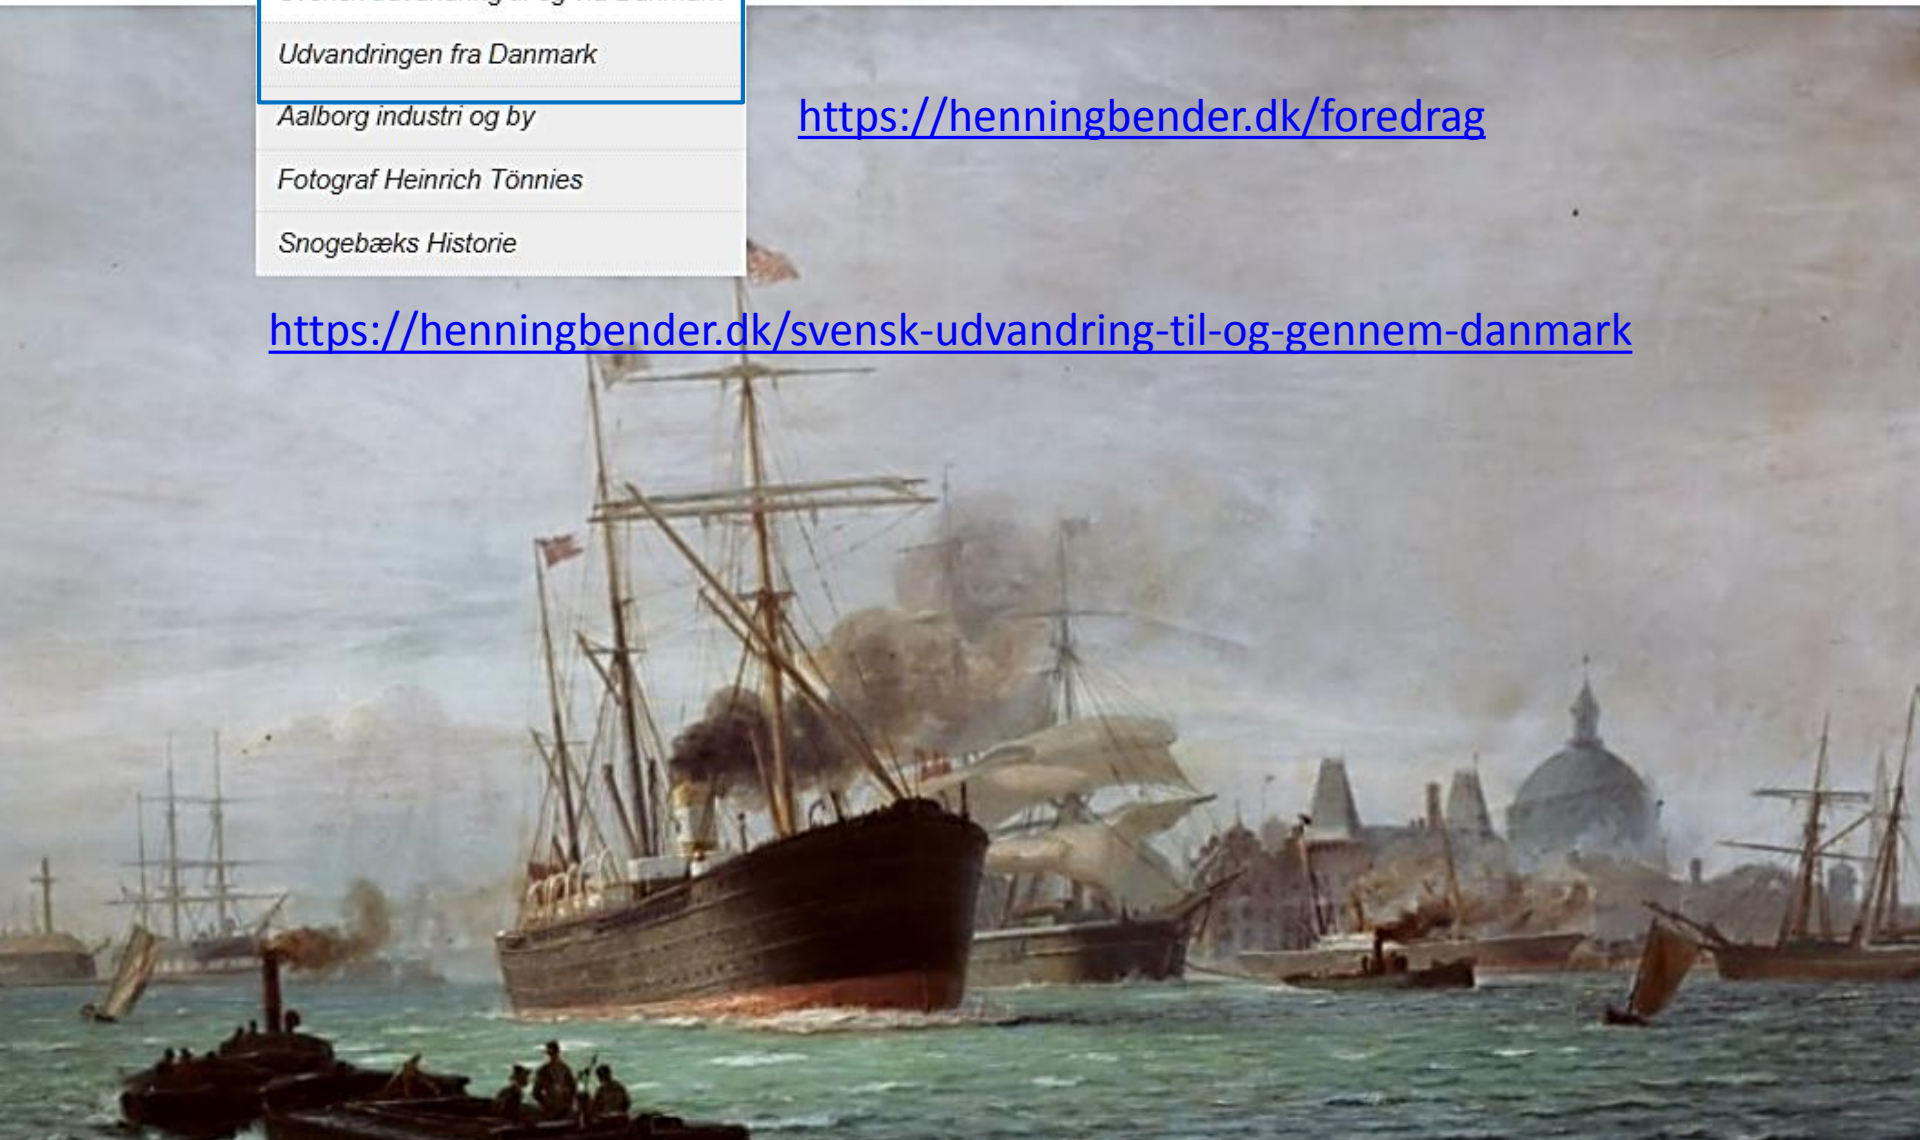 Udvandringen fra Danmark
Aalborg industri og by
https://henningbender.dk/foredrag
Fotograf Heinrich Tönnies
Snogebæks Historie
https://henningbender.dk/svensk-udvandring-til-og-gennem-danmark